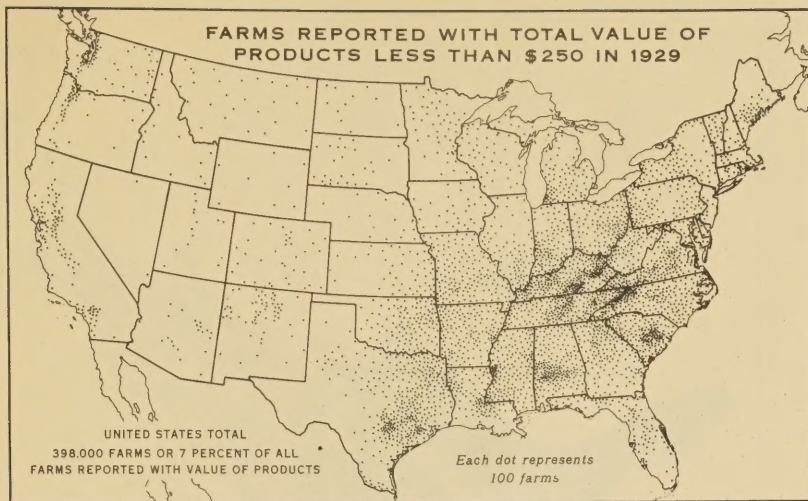 FARMS REPORTED WITH TOTAL VALUE OF
PRODUCTS LESS THAN $250 IN 1929
UNITED STATES TOTAL
398.000 FARMS OR 7 PERCENT OF ALL
FARMS REPORTED WITH VALUE OF PRODUCTS
Each dot represents
100 farms